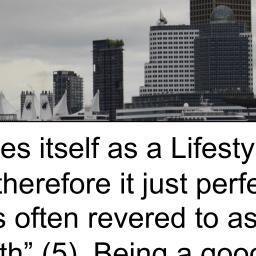 es itself as a Lifesty
therefore it just perfe
s often revered to as
th” (5). Being a good